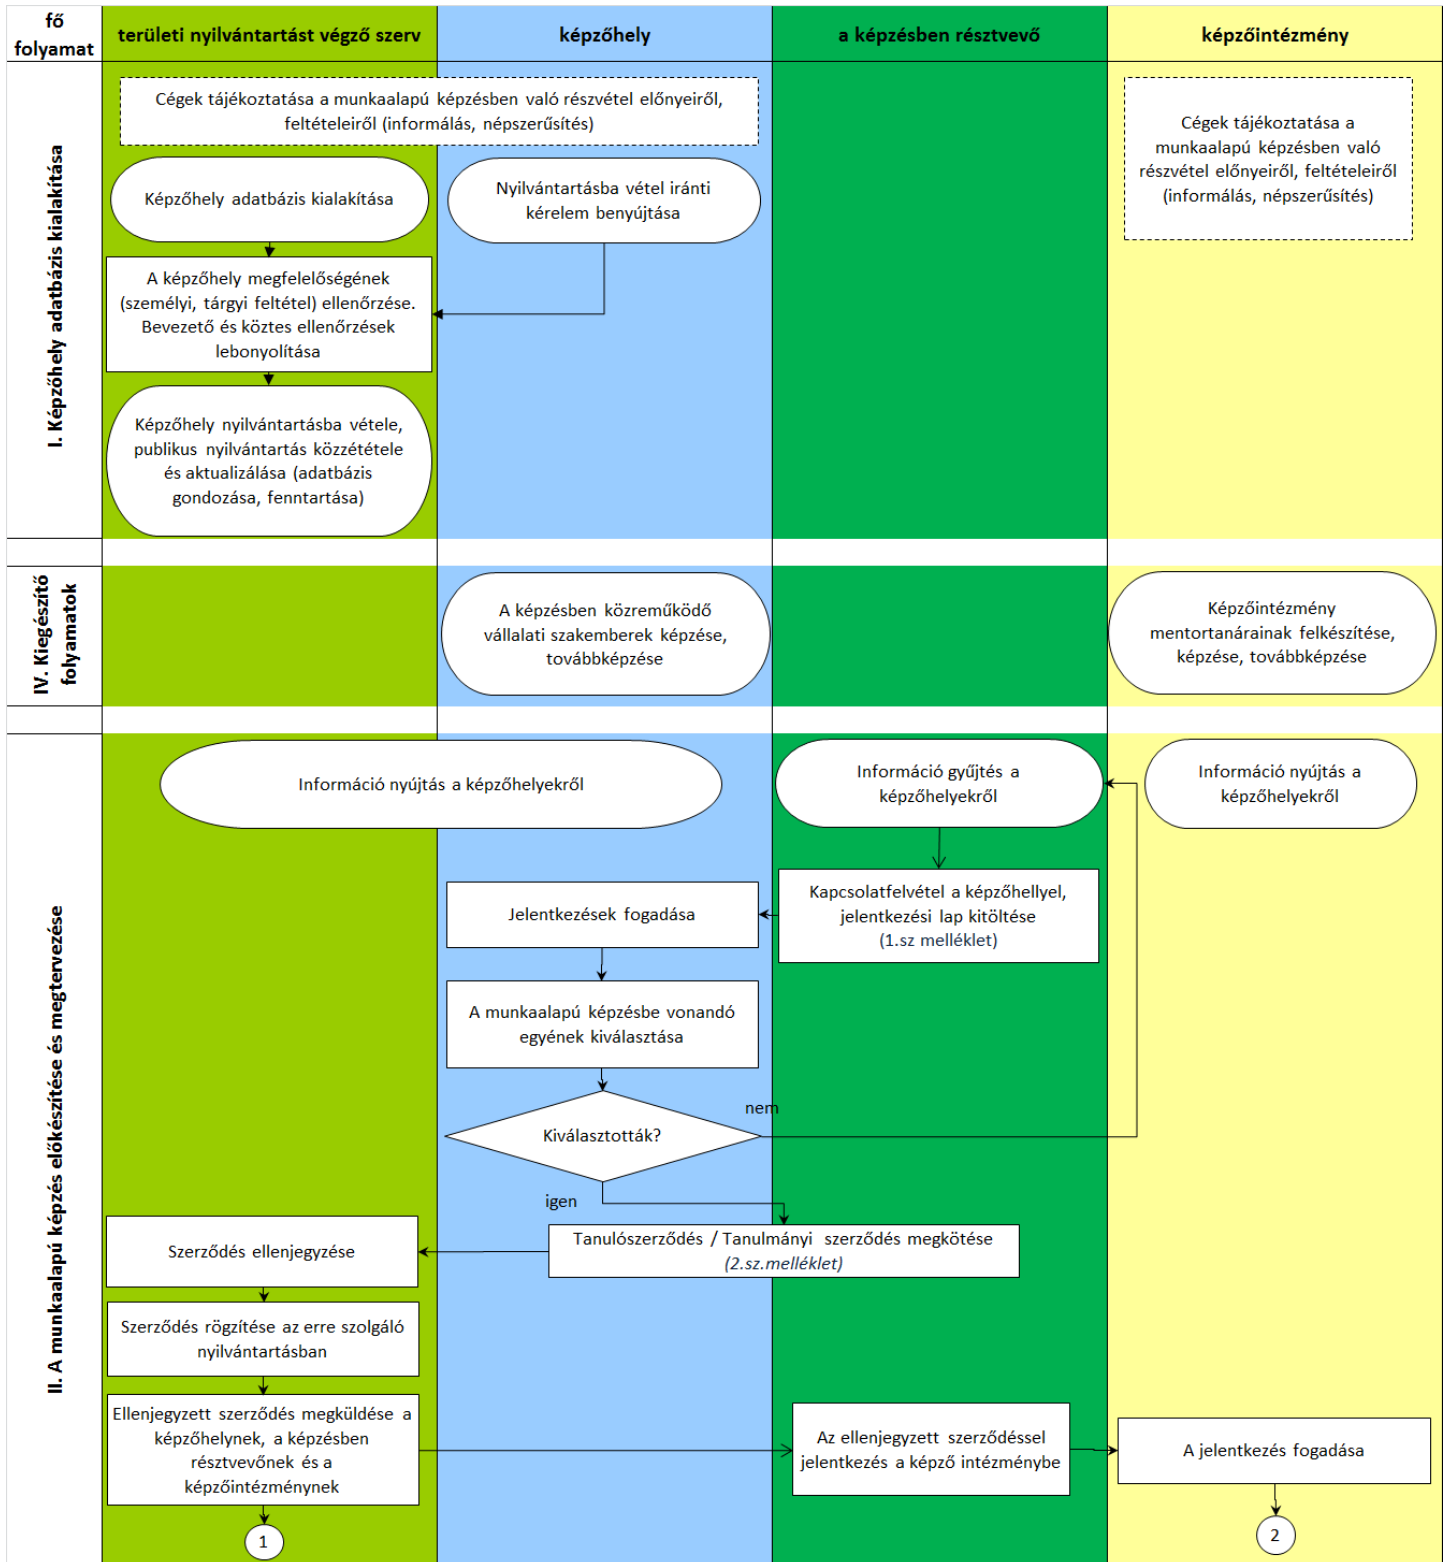 fő
folyamat
területi nyilvántartást végző szerv
képzőhely
a képzésben résztvevő
képzőintézmény
I. Képzőhely adatbázis kialakítása
Cégek tájékoztatása a munkaalapú képzésben való részvétel előnyeiről,
feltételeiről (informálás, népszerűsítés)
Cégek tájékoztatása a
munkaalapú képzésben való
részvétel előnyeiről, feltételeiről
(informálás, népszerűsítés)
Képzőhely adatbázis kialakítása
Nyilvántartásba vétel iránti
kérelem benyújtása
A képzőhely megfelelőségének
(személyi, tárgyi feltétel) ellenőrzése.
Bevezető és köztes ellenőrzések
lebonyolítása
Képzőhely nyilvántartásba vétele,
publikus nyilvántartás közzététele
és aktualizálása (adatbázis
gondozása, fenntartása)
IV. Kiegészítő
folyamatok
A képzésben közreműködő
vállalati szakemberek képzése,
továbbképzése
Képzőintézmény
mentortanárainak felkészítése,
képzése, továbbképzése
II. A munkaalapú képzés előkészítése és megtervezése
Információ nyújtás a képzőhelyekről
Információ gyűjtés a
képzőhelyekről
Információ nyújtás a
képzőhelyekről
Jelentkezések fogadása
Kapcsolatfelvétel a képzőhellyel,
jelentkezési lap kitöltése
(1.sz melléklet)
A munkaalapú képzésbe vonandó
egyének kiválasztása
nem
Kiválasztották?
igen
Szerződés ellenjegyzése
Tanulószerződés / Tanulmányi szerződés megkötése
(2.sz.melléklet)
Szerződés rögzítése az erre szolgáló
nyilvántartásban
Ellenjegyzett szerződés megküldése a
képzőhelynek, a képzésben
résztvevőnek és a
képzőintézménynek
Az ellenjegyzett szerződéssel
jelentkezés a képző intézménybe
A jelentkezés fogadása
1
2